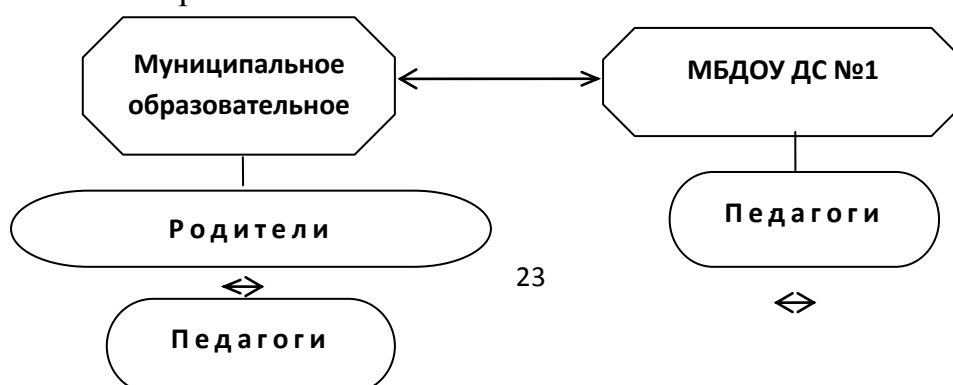 Муниципальное
образовательное
МБДОУ ДС №1
Родители
Педагоги
23
Педагоги